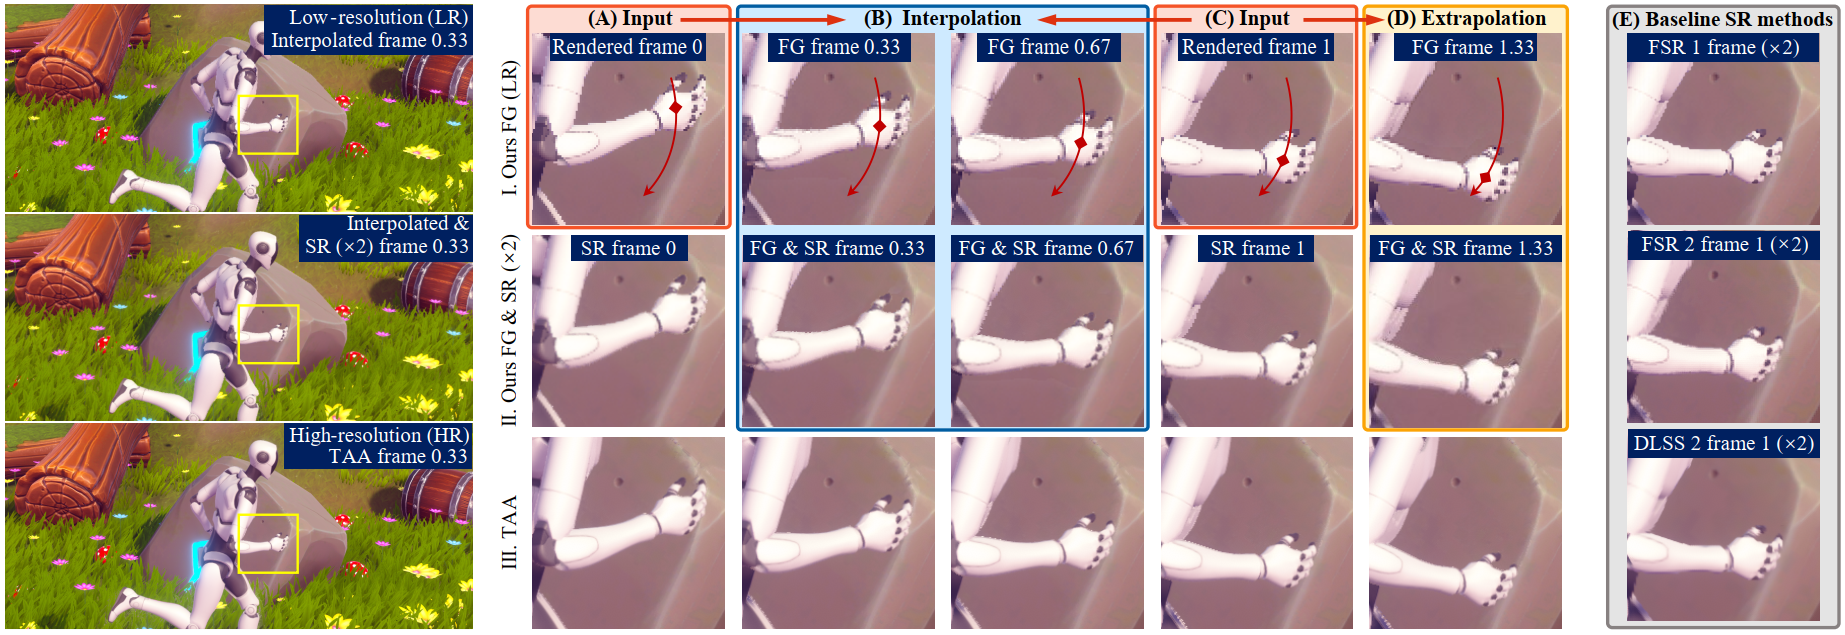 Low-resolution (LR)
Interpolated frame 0.33
Interpolated &
SR (×2) frame 0.33
High-resolution (HR)
TAA frame 0.33
(A) Input
(B) Interpolation
(C) Input
(D) Extrapolation
(E) Baseline SR methods
I. Ours FG (LR)
Rendered frame 0
FG frame 0.33
FG frame 0.67
Rendered frame 1
FG frame 1.33
FSR 1 frame (×2)
II. Ours FG & SR (×2)
SR frame 0
FG & SR frame 0.33
FG & SR frame 0.67
SR frame 1
FG & SR frame 1.33
FSR 2 frame 1 (×2)
III. TAA
DLSS 2 frame 1 (×2)